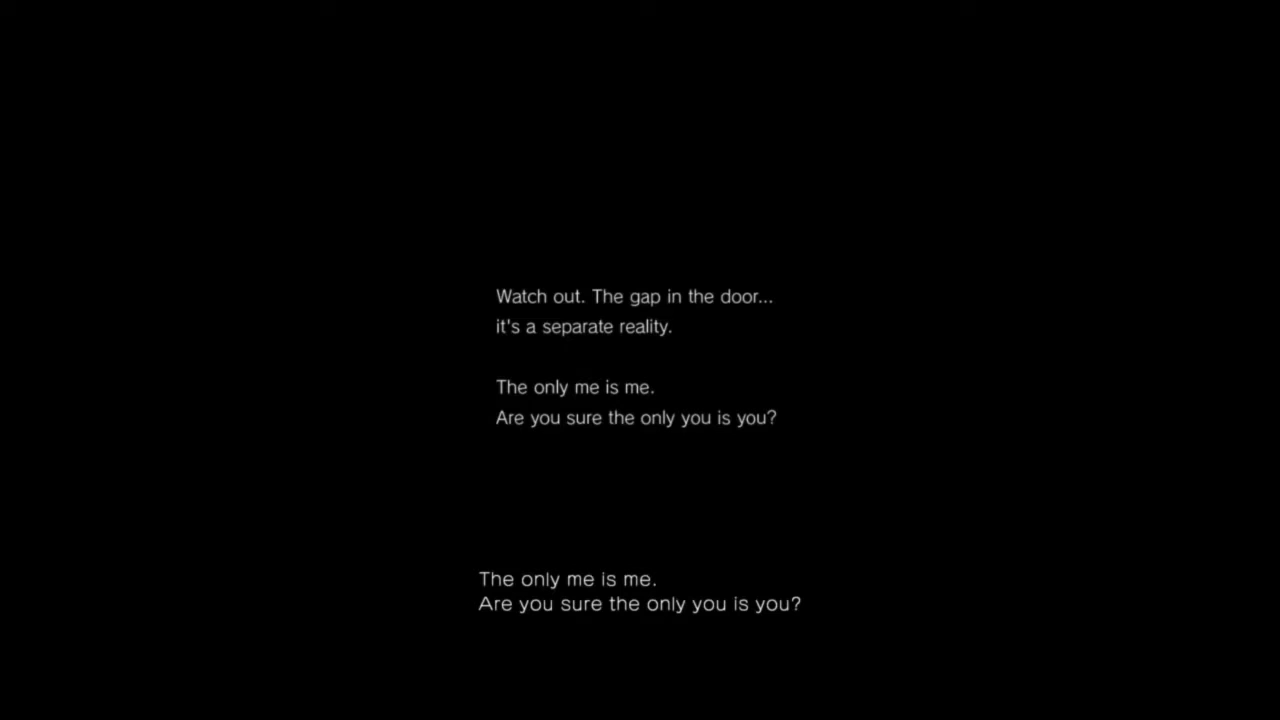 Watch out. The gap in the door...
it's a separate reality.
The only me is me.
Are you sure the only you is you?
The only me is me.
Are you sure the only you is you?